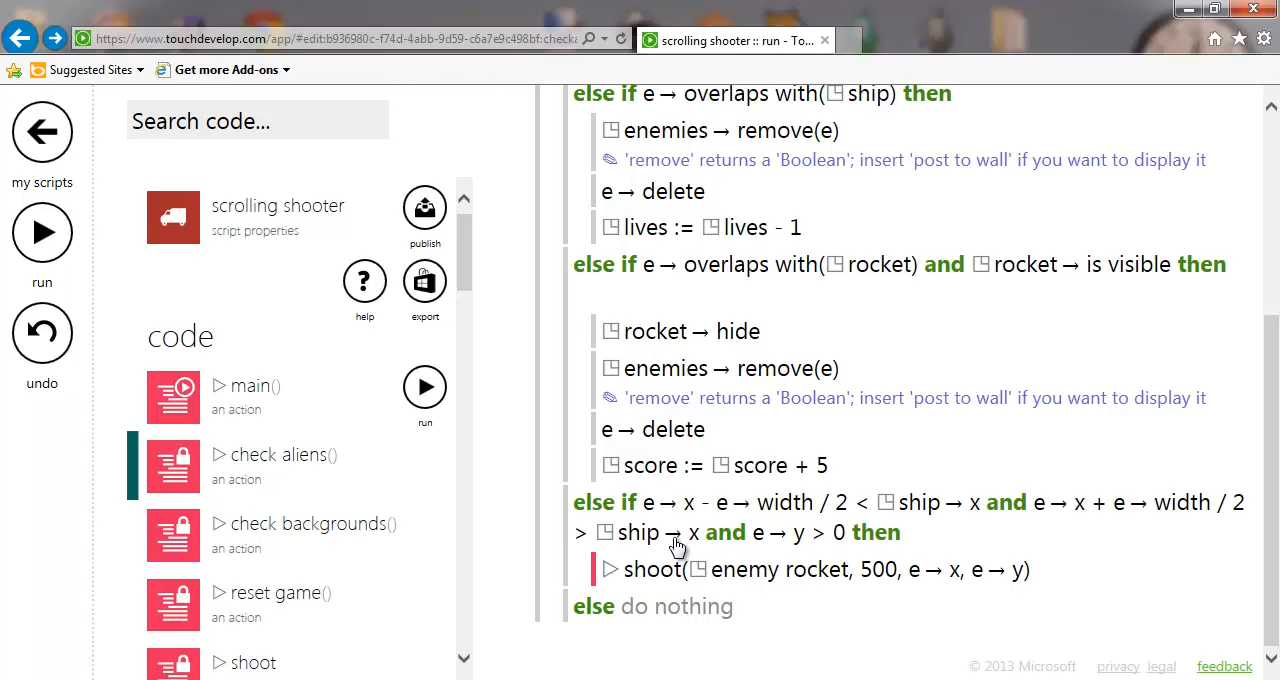 https://www.touchdevelop.com/app/#edit:b936980c-f74d-4abb-9d59-c6a7e9c498bf:checka
scrolling shooter :: run - To...
Suggested Sites
Get more Add-ons
my scripts
run
undo
Search code...
scrolling shooter
script properties
publish
help
export
code
main()
an action
run
check aliens()
an action
check backgrounds()
an action
reset game()
an action
shoot
else if e → overlaps with(ship) then
enemies → remove(e)
'remove' returns a 'Boolean'; insert 'post to wall' if you want to display it
e → delete
lives := lives - 1
else if e → overlaps with(rocket) and rocket → is visible then
rocket → hide
enemies → remove(e)
'remove' returns a 'Boolean'; insert 'post to wall' if you want to display it
e → delete
score := score + 5
else if e → x - e → width / 2 < ship → x and e → x + e → width / 2
> ship → x and e → y > 0 then
shoot(enemy rocket, 500, e → x, e → y)
else do nothing
© 2013 Microsoft privacy legal feedback